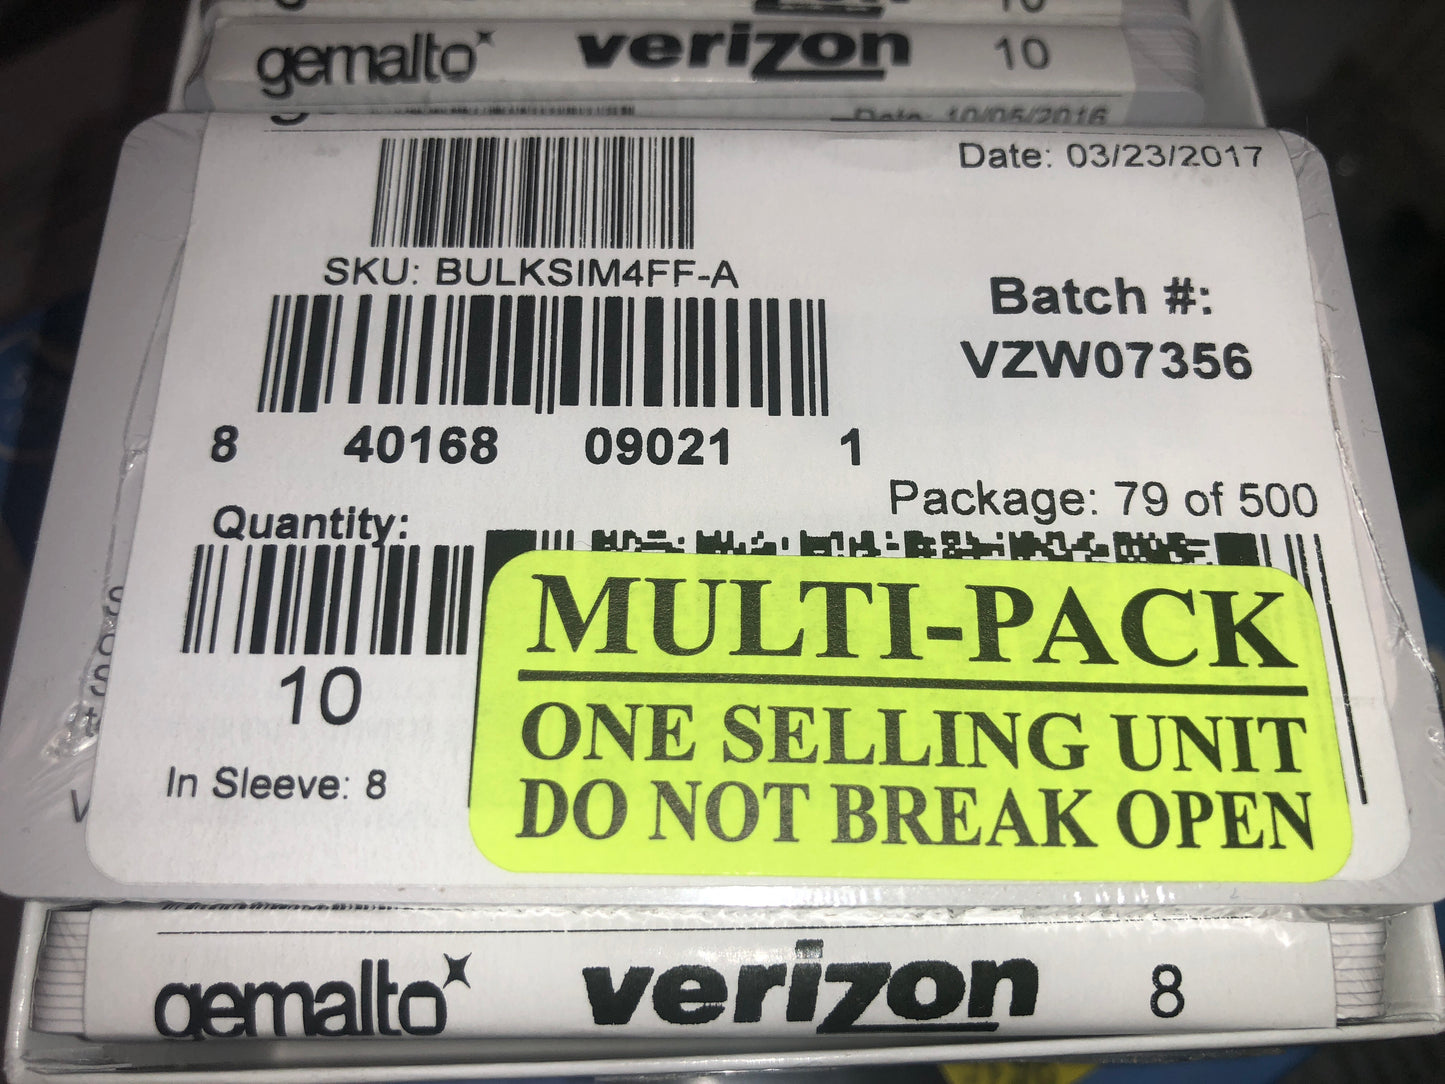 10
gemalto verizon 10
Date: 10/05/2016
Date: 03/23/2017
SKU: BULKSIM4FF-A
Batch #:
VZW07356
8 40168 09021 1
Package: 79 of 500
Quantity:
10
In Sleeve: 8
MULTI-PACK
ONE SELLING UNIT
DO NOT BREAK OPEN
gemalto verizon 8